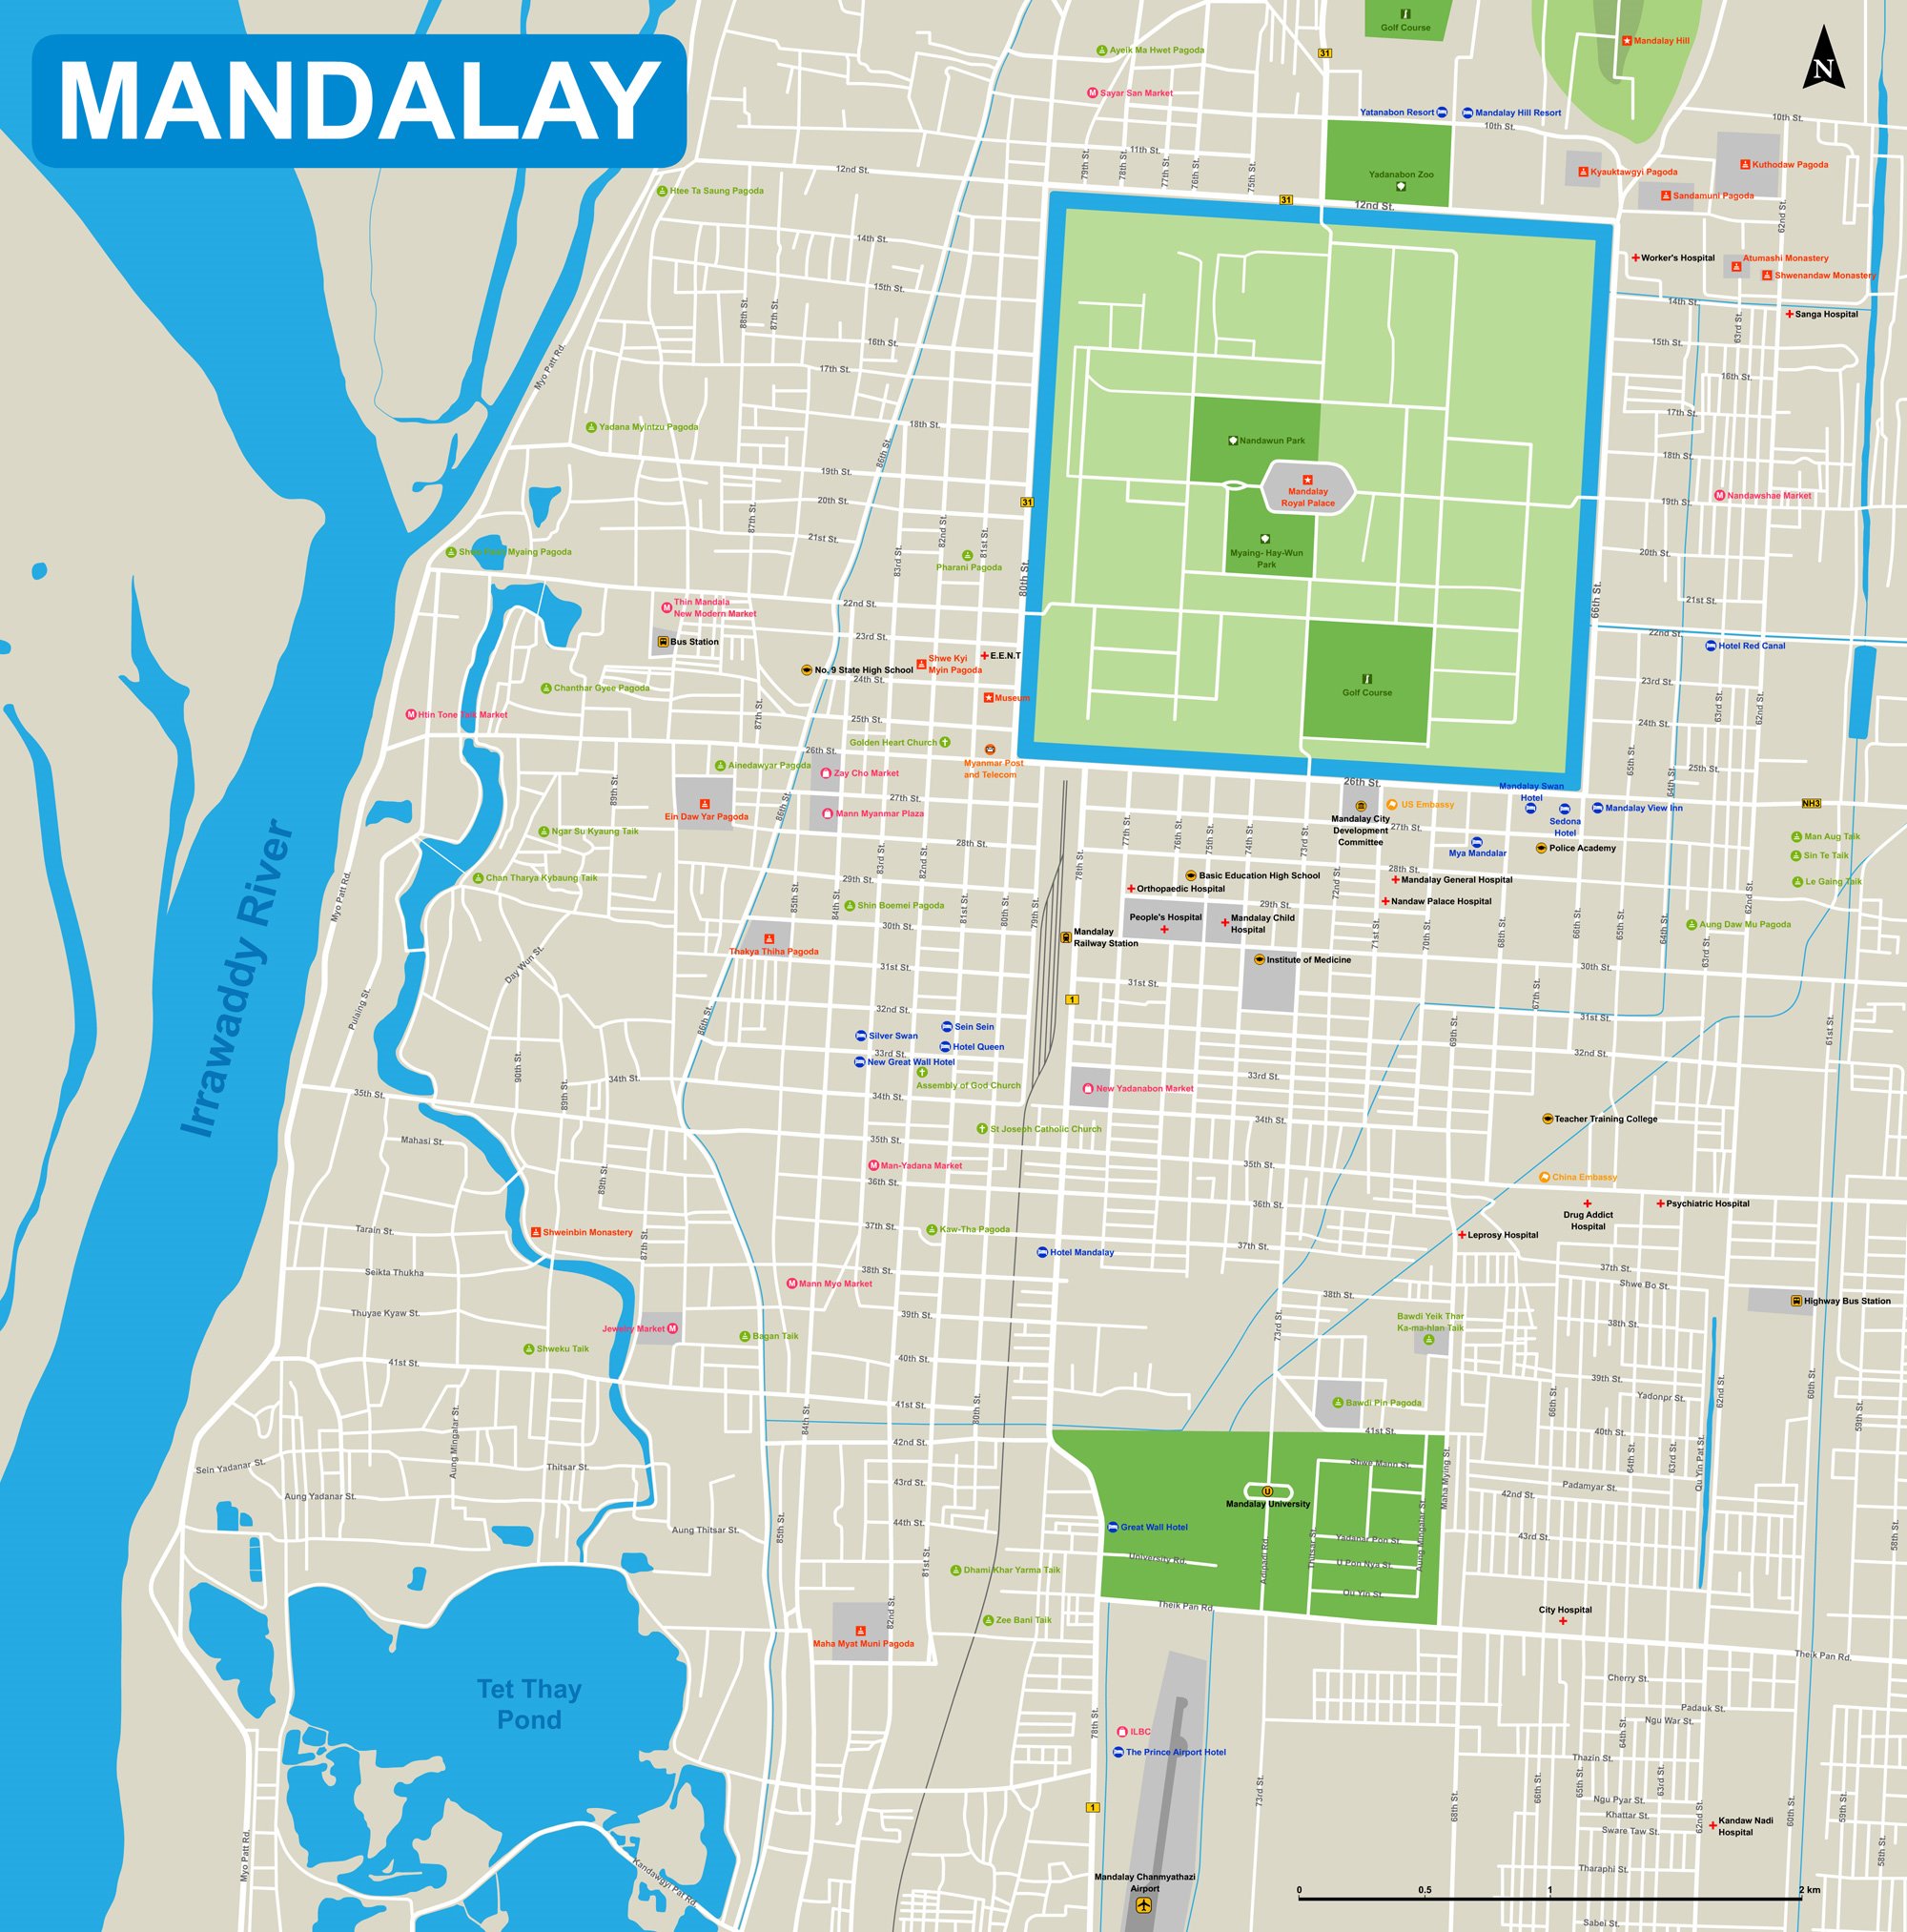 MANDALAY
N
Golf Course
Mandalay Hill
Ayeik Ma Hwet Pagoda
31
Sayar San Market
Yatanabon Resort
Mandalay Hill Resort
10th St.
10th St.
11th St.
12th St.
79th St.
78th St.
77th St.
76th St.
75th St.
Kyauktawgyi Pagoda
Kuthodaw Pagoda
Yadanabon Zoo
Htee Ta Saung Pagoda
Sandamuni Pagoda
31
12th St.
62nd St.
14th St.
Worker's Hospital
Atumashi Monastery
Shwenandaw Monastery
15th St.
14th St.
Sanga Hospital
88th St.
87th St.
63rd St.
16th St.
15th St.
Myo Patt Rd.
17th St.
16th St.
Yadana Myintzu Pagoda
18th St.
17th St.
86th St.
Nandawun Park
18th St.
19th St.
Mandalay
Royal Palace
Nandawshae Market
20th St.
31
19th St.
87th St.
21st St.
82nd St.
81st St.
83rd St.
Myaing- Hay-Wun
Park
20th St.
Pharani Pagoda
80th St.
66th St.
Thin Mandala
New Modern Market
22nd St.
21st St.
Bus Station
23rd St.
22nd St.
Hotel Red Canal
E.E.N.T
No. 9 State High School
Shwe Kyi
Myin Pagoda
24th St.
23rd St.
Chanthar Gyee Pagoda
Museum
Golf Course
87th St.
63rd St.
62nd St.
25th St.
24th St.
Golden Heart Church
26th St.
Ainedawyar Pagoda
Zay Cho Market
Myanmar Post
and Telecom
65th St.
64th St.
25th St.
26th St.
Mandalay Swan
Hotel
89th St.
27th St.
86th St.
Ein Daw Yar Pagoda
Mann Myanmar Plaza
US Embassy
Mandalay City
Development
Committee
27th St.
Sedona
Hotel
Mandalay View Inn
NH3
Ngar Su Kyaung Taik
28th St.
77th St.
76th St.
75th St.
74th St.
73rd St.
Mya Mandalar
Police Academy
Man Aug Taik
Sin Te Taik
Le Gaing Taik
Chan Tharya Kybaung Taik
29th St.
83rd St.
82nd St.
78th St.
Basic Education High School
Orthopaedic Hospital
28th St.
Mandalay General Hospital
72nd St.
Nandaw Palace Hospital
Myo Patt Rd.
85th St.
84th St.
Shin Boemei Pagoda
30th St.
81st St.
80th St.
79th St.
29th St.
People's Hospital
Mandalay Child
Hospital
71st St.
70th St.
68th St.
66th St.
65th St.
64th St.
62nd St.
Aung Daw Mu Pagoda
63rd St.
Mandalay
Railway Station
Thakya Thiha Pagoda
Institute of Medicine
Day Wun St.
31st St.
30th St.
31st St.
67th St.
1
Pulaing St.
86th St.
32nd St.
31st St.
Sein Sein
Silver Swan
Hotel Queen
33rd St.
69th St.
61st St.
32nd St.
New Great Wall Hotel
Assembly of God Church
90th St.
89th St.
34th St.
33rd St.
New Yadanabon Market
35th St.
34th St.
34th St.
Teacher Training College
St Joseph Catholic Church
Irrawaddy River
Mahasi St.
35th St.
35th St.
Man-Yadana Market
China Embassy
89th St.
36th St.
36th St.
Psychiatric Hospital
Drug Addict
Hospital
Leprosy Hospital
Tarain St.
Shweinbin Monastery
87th St.
37th St.
Kaw-Tha Pagoda
37th St.
Hotel Mandalay
Seikta Thukha
38th St.
37th St.
Shwe Bo St.
Mann Myo Market
38th St.
Highway Bus Station
Thuyae Kyaw St.
39th St.
38th St.
Jewelry Market
Bagan Taik
73rd St.
Bawdi Yeik Thar
Ka-ma-htan Taik
Shweku Taik
41st St.
40th St.
39th St.
Yadonpr St.
62nd St.
60th St.
59th St.
41st St.
80th St.
84th St.
Bawdi Pin Pagoda
66th St.
41st St.
40th St.
Aung Mingalar St.
42nd St.
Sein Yadanar St.
Thitsar St.
43rd St.
Shwe Mann St.
Maha Mying St.
64th St.
63rd St.
Qu Yin Pat St.
Padamyar St.
Aung Yadanar St.
Mandalay University
42nd St.
Aung Thitsar St.
44th St.
85th St.
Great Wall Hotel
Yadanar Pon St.
Aung Mingalar St.
43rd St.
58th St.
University Rd.
Adipadi Rd.
Thitsar St.
U Pon Nya St.
81st St.
Dhami Khar Yarma Taik
Ou Yin St.
Theik Pan Rd.
City Hospital
82nd St.
Zee Bani Taik
Maha Myat Muni Pagoda
Theik Pan Rd.
Tet Thay
Pond
Cherry St.
Padauk St.
Ngu War St.
78th St.
ILBC
The Prince Airport Hotel
64th St.
Thazin St.
73rd St.
68th St.
66th St.
65th St.
63rd St.
1
Ngu Pyar St.
Khattar St.
Sware Taw St.
62nd St.
60th St.
59th St.
Kandaw Nadi
Hospital
Myo Patt Rd.
Kandawgyi Pat Rd.
Tharaphi St.
58th St.
Mandalay Chanmyathazi
Airport
0 0.5 1 2 km
Sabei St.
Htin Tone Taik Market